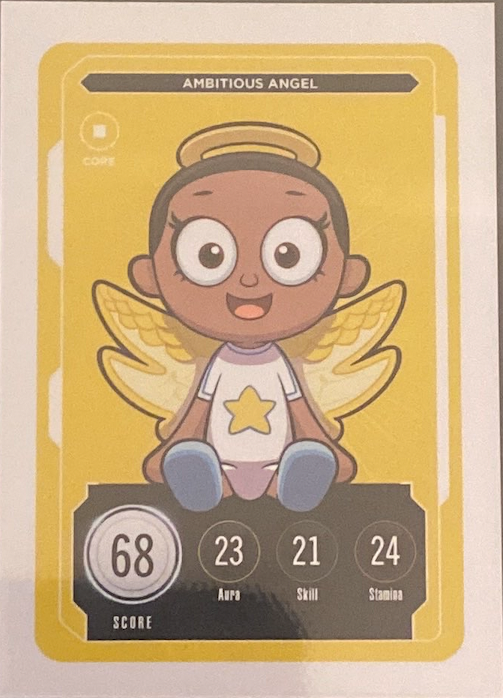 AMBITIOUS ANGEL
CORE
68
23
21
24
SCORE
Aura
Skill
Stamina